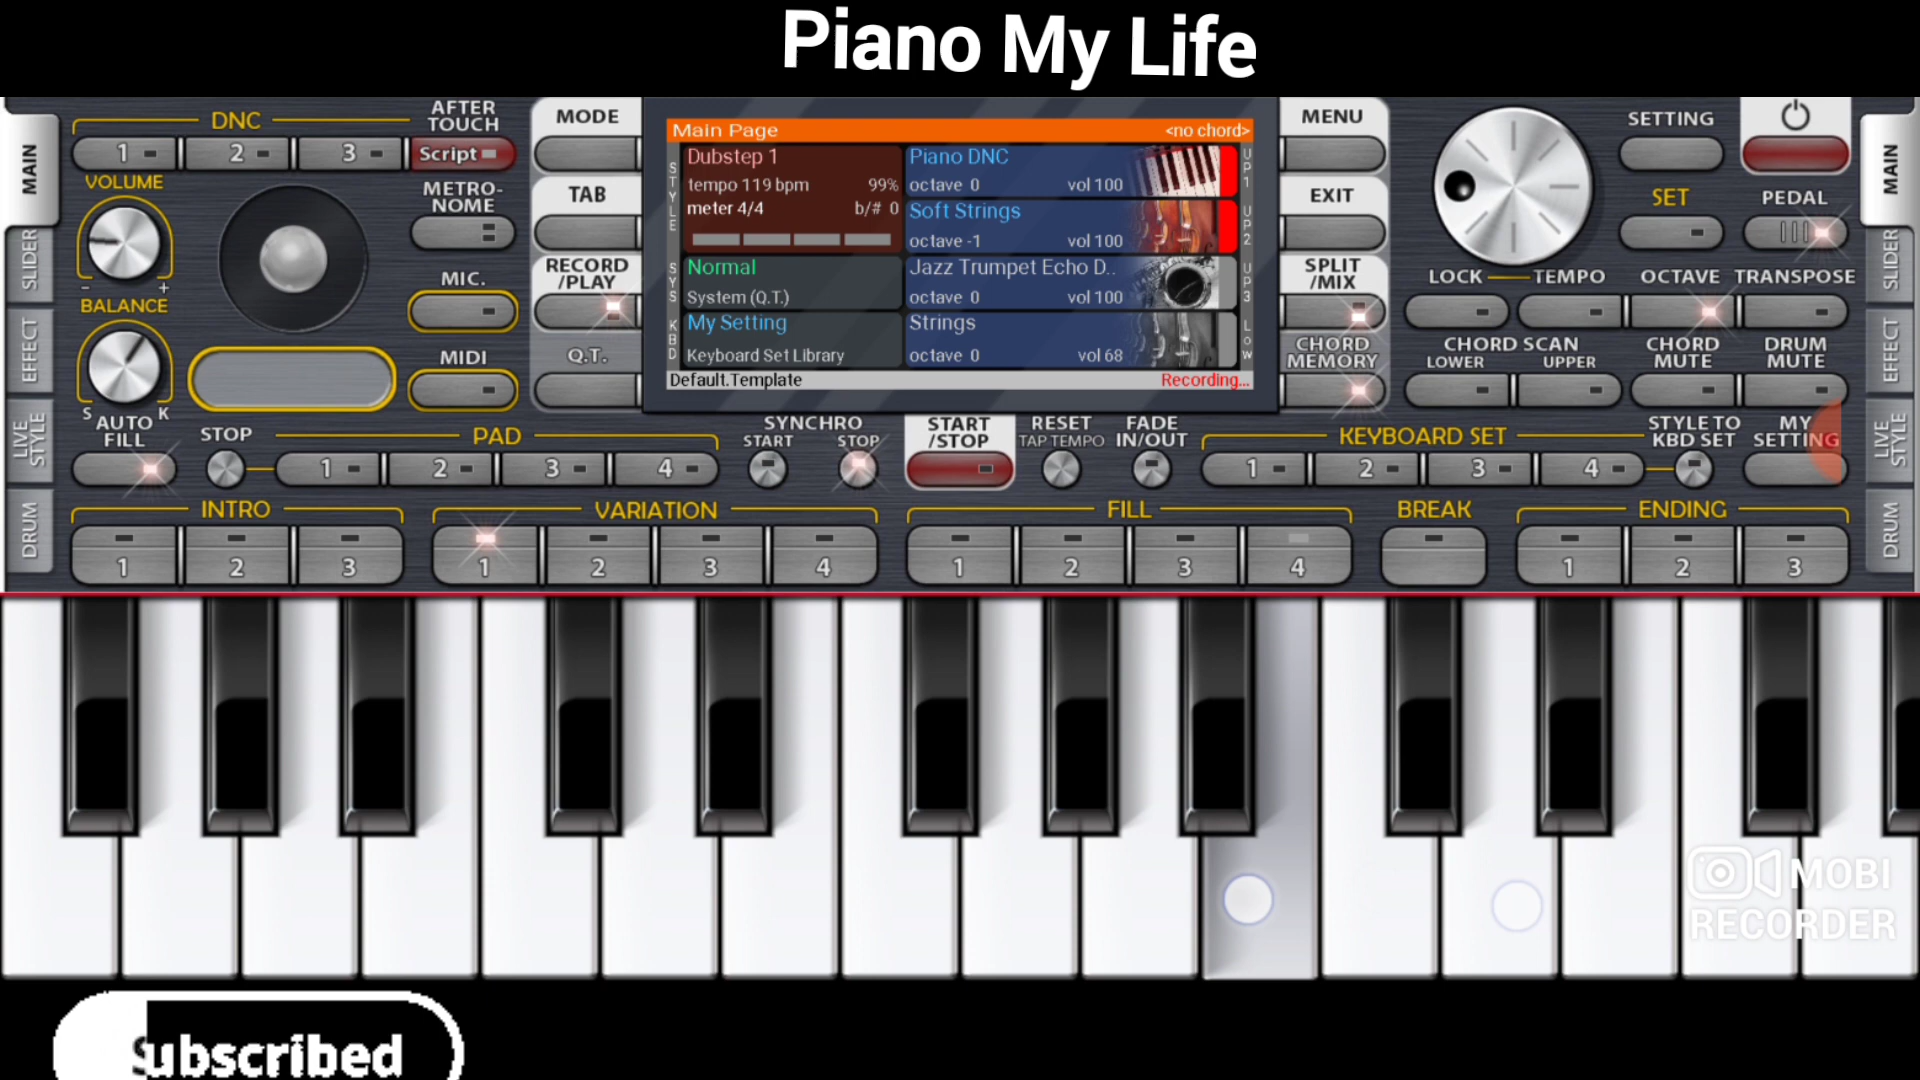 Piano My Life
DNC
AFTER
TOUCH
1 2 3 Script
VOLUME
- +
BALANCE
S K
METRO-
NOME
MIC.
MIDI
MODE
TAB
RECORD
/PLAY
Q.T.
Main Page <no chord>
STYLE
Dubstep 1
tempo 119 bpm 99%
meter 4/4 b/# 0
SYS
Normal
System (Q.T.)
KBD
My Setting
Keyboard Set Library
Piano DNC
octave 0 vol 100
UP1
Soft Strings
octave -1 vol 100
UP2
Jazz Trumpet Echo D..
octave 0 vol 100
UP3
Strings
octave 0 vol 68
Low
Default.Template Recording...
MENU
EXIT
SPLIT
/MIX
CHORD
MEMORY
SETTING
SET
PEDAL
LOCK TEMPO OCTAVE TRANSPOSE
CHORD SCAN
LOWER UPPER
CHORD
MUTE
DRUM
MUTE
MAIN
SLIDER
EFFECT
LIVE
STYLE
DRUM
MAIN
SLIDER
EFFECT
LIVE
STYLE
DRUM
AUTO
FILL
STOP PAD
1 2 3 4
SYNCHRO
START STOP
START
/STOP
RESET
TAP TEMPO
FADE
IN/OUT
KEYBOARD SET
1 2 3 4
STYLE TO
KBD SET
MY
SETTING
INTRO VARIATION FILL BREAK ENDING
1 2 3 1 2 3 4 1 2 3 4 1 2 3
MOBI
RECORDER
Subscribed